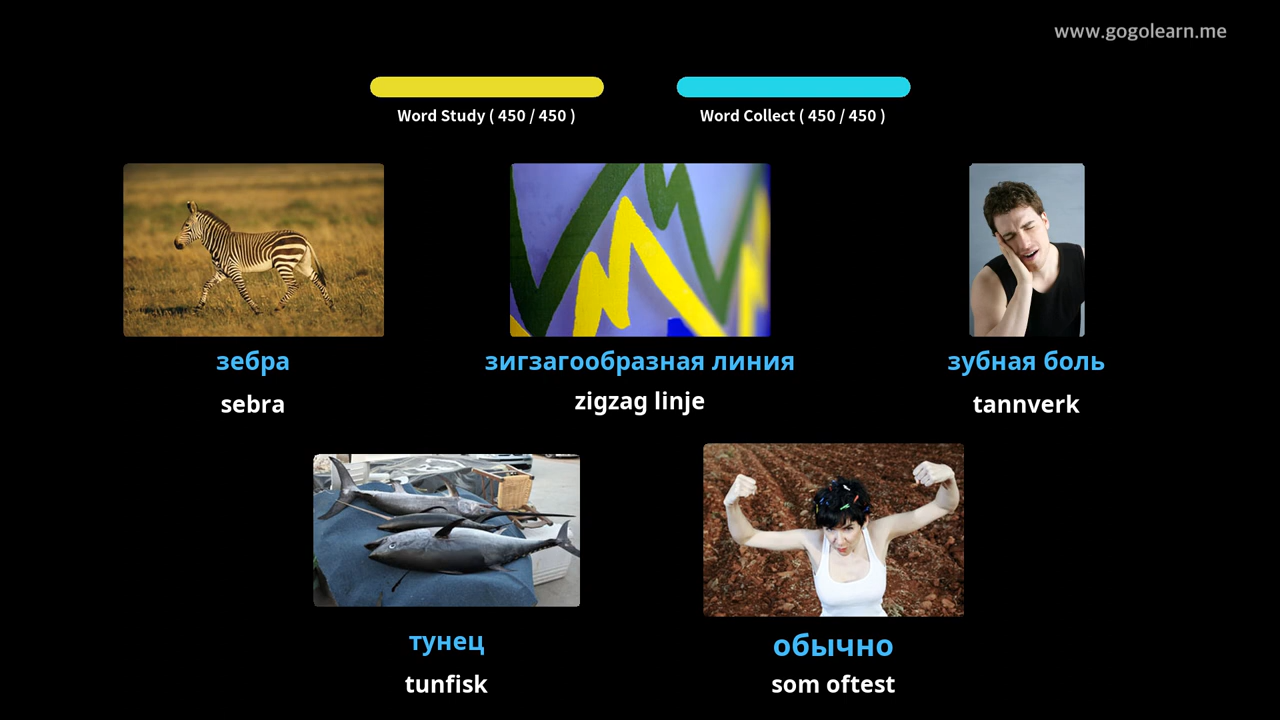 www.gogolearn.me
Word Study ( 450 / 450 )
Word Collect ( 450 / 450 )
зебра
sebra
зигзагообразная линия
zigzag linje
зубная боль
tannverk
тунец
tunfisk
обычно
som oftest